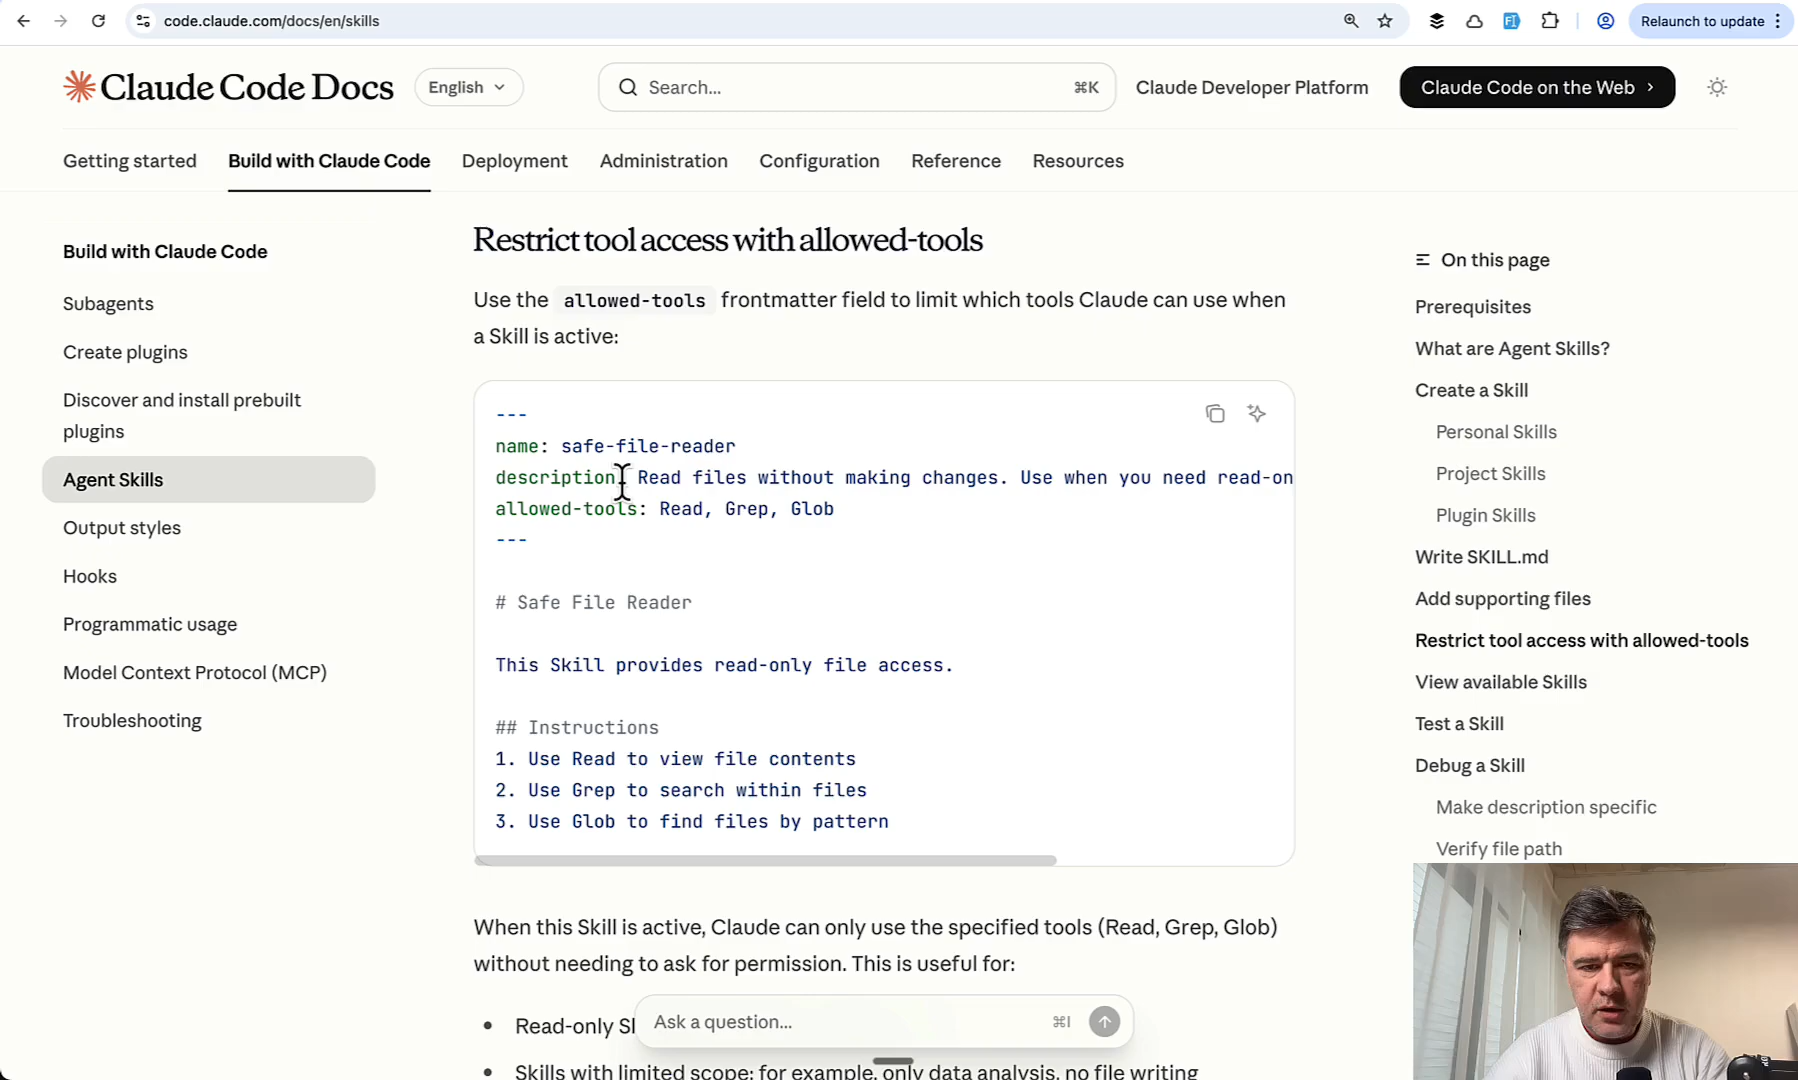 code.claude.com/docs/en/skills
Relaunch to update
Claude Code Docs
English
Search...
⌘K
Claude Developer Platform
Claude Code on the Web
Getting started
Build with Claude Code
Deployment
Administration
Configuration
Reference
Resources
Build with Claude Code
Subagents
Create plugins
Discover and install prebuilt
plugins
Agent Skills
Output styles
Hooks
Programmatic usage
Model Context Protocol (MCP)
Troubleshooting
Restrict tool access with allowed-tools
Use the allowed-tools frontmatter field to limit which tools Claude can use when
a Skill is active:
---
name: safe-file-reader
description: Read files without making changes. Use when you need read-on
allowed-tools: Read, Grep, Glob
---
# Safe File Reader
This Skill provides read-only file access.
## Instructions
1. Use Read to view file contents
2. Use Grep to search within files
3. Use Glob to find files by pattern
When this Skill is active, Claude can only use the specified tools (Read, Grep, Glob)
without needing to ask for permission. This is useful for:
• Read-only Sk
Ask a question...
⌘I
• Skills with limited scope: for example, only data analysis, no file writing
On this page
Prerequisites
What are Agent Skills?
Create a Skill
Personal Skills
Project Skills
Plugin Skills
Write SKILL.md
Add supporting files
Restrict tool access with allowed-tools
View available Skills
Test a Skill
Debug a Skill
Make description specific
Verify file path